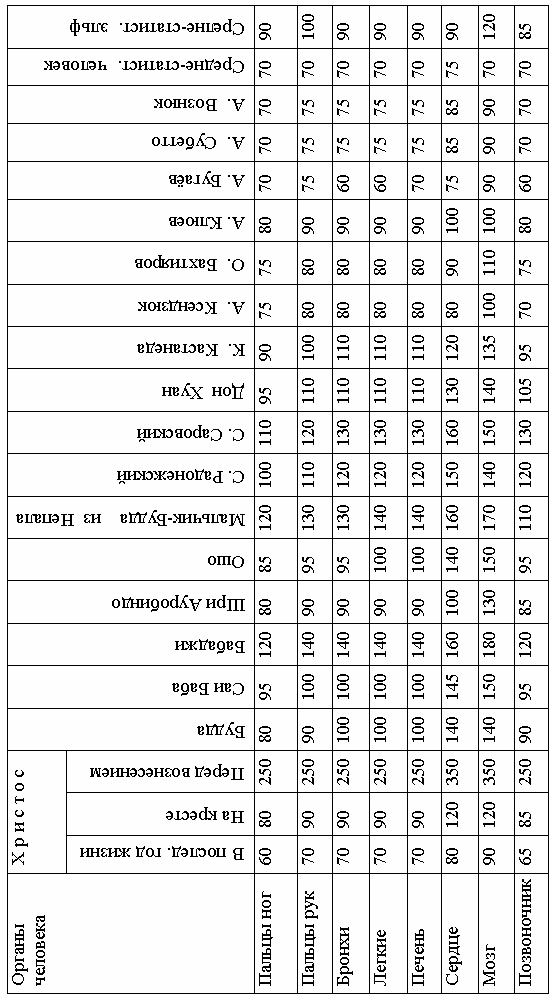 Органы человека
Х р и с т о с
В послед. год жизни
На кресте
Перед вознесением
Будда
Саи Баба
Бабаджи
Шри Ауробиндо
Ошо
Мальчик-Будда из Непала
С. Радонежский
С. Саровский
Дон Хуан
К. Кастанеда
А. Ксендзюк
О. Бахтияров
А. Клюев
А. Бугаёв
А. Субетто
А. Вознюк
Средне-статист. человек
Срелне-статист. эльф
Пальцы ног 60 80 250 80 95 120 80 85 120 100 110 95 90 75 75 80 70 70 70 70 90
Пальцы рук 70 90 250 90 100 140 90 95 130 110 120 110 100 80 80 90 75 75 75 70 100
Бронхи 70 90 250 100 100 140 90 95 130 120 130 110 110 80 80 90 60 75 75 70 90
Легкие 70 90 250 100 100 140 90 100 140 120 130 110 110 80 80 90 60 75 75 70 90
Печень 70 90 250 100 100 140 90 100 140 120 130 110 110 80 80 90 70 75 75 70 90
Сердце 80 120 350 140 145 160 100 140 160 150 160 130 120 80 90 100 75 85 85 75 90
Мозг 90 120 350 140 150 180 130 150 170 140 150 140 135 100 110 100 90 90 90 70 120
Позвоночник 65 85 250 90 95 120 85 95 110 120 130 105 95 70 75 80 60 70 70 70 85